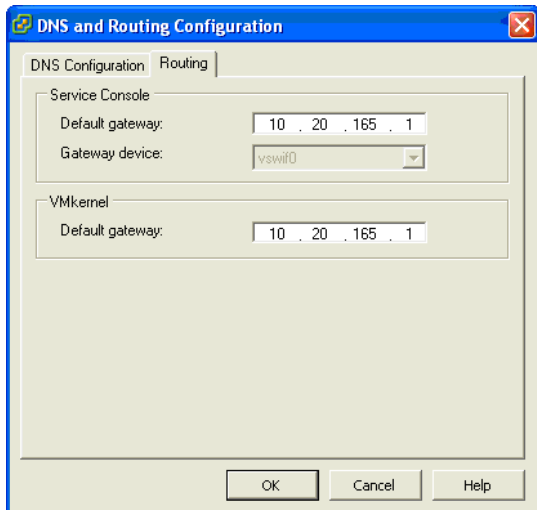 DNS and Routing Configuration
DNS Configuration Routing
Service Console
Default gateway: 10 . 20 . 165 . 1
Gateway device: vswif0
VMkernel
Default gateway: 10 . 20 . 165 . 1
OK Cancel Help